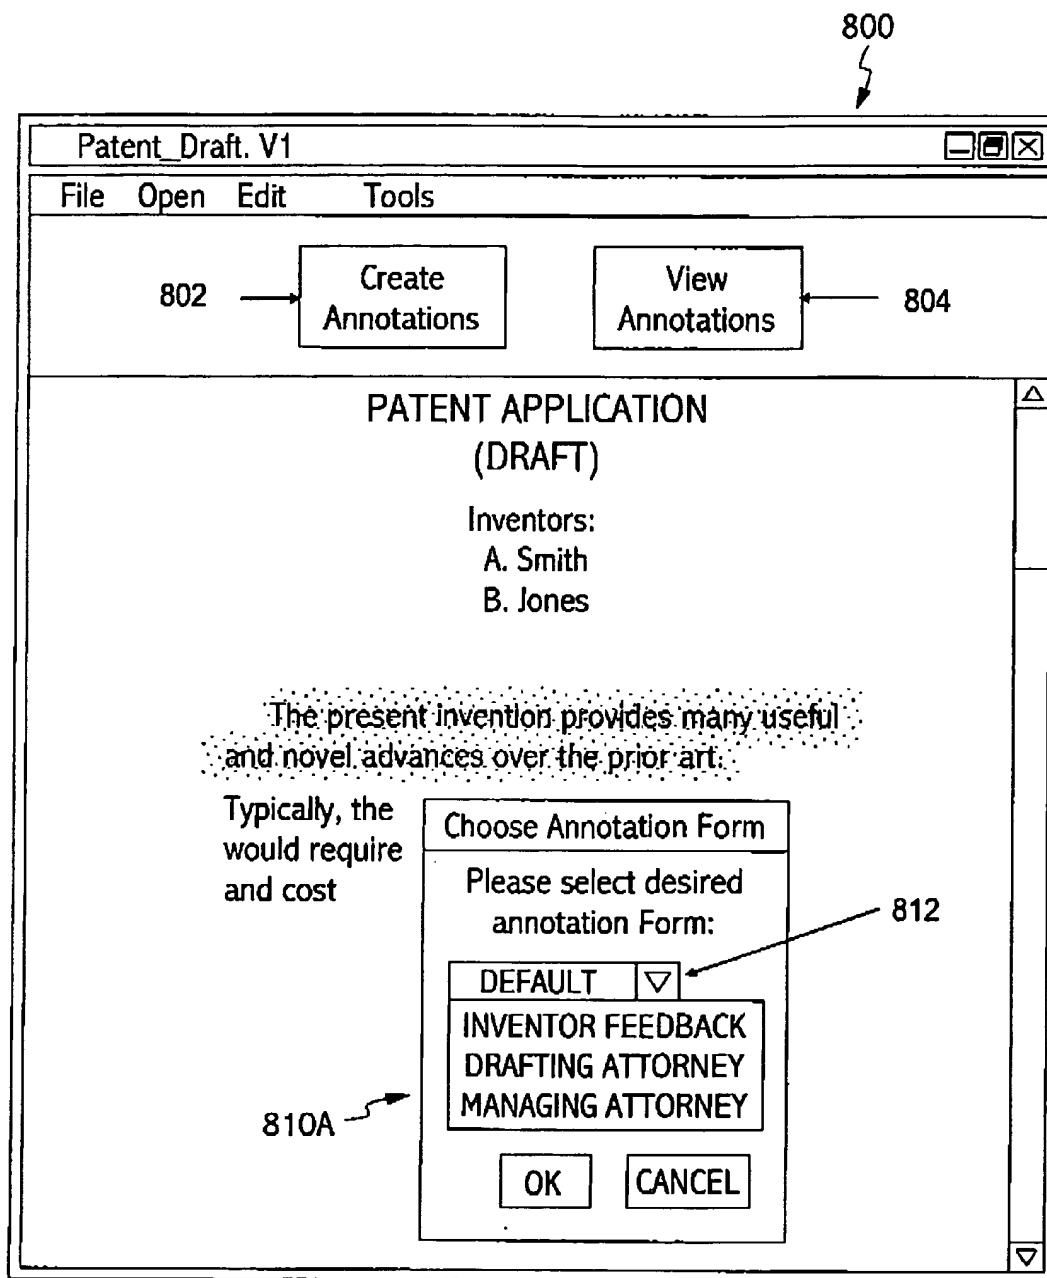 800
Patent_Draft. V1
File Open Edit Tools
802
Create
Annotations
View
Annotations
804
PATENT APPLICATION
(DRAFT)
Inventors:
A. Smith
B. Jones
The present invention provides many useful
and novel advances over the prior art.
Typically, the
would require
and cost
Choose Annotation Form
Please select desired
annotation Form:
812
DEFAULT
INVENTOR FEEDBACK
DRAFTING ATTORNEY
MANAGING ATTORNEY
810A
OK CANCEL